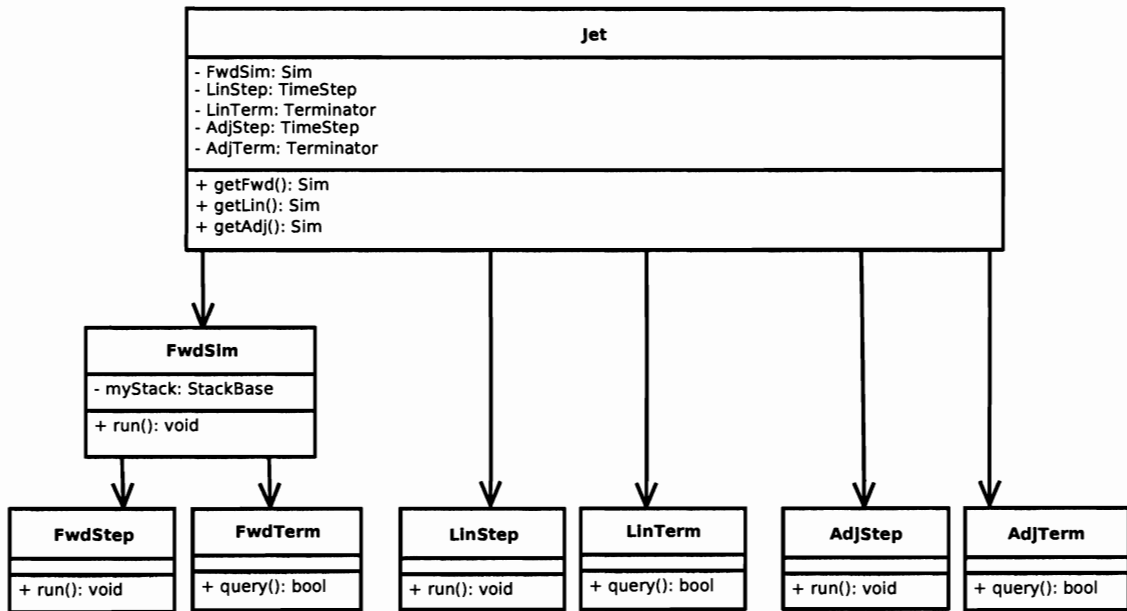 Jet
- FwdSim: Sim
- LinStep: TimeStep
- LinTerm: Terminator
- AdjStep: TimeStep
- AdjTerm: Terminator
+ getFwd(): Sim
+ getLin(): Sim
+ getAdj(): Sim
FwdSim
- myStack: StackBase
+ run(): void
FwdStep
+ run(): void
FwdTerm
+ query(): bool
LinStep
+ run(): void
LinTerm
+ query(): bool
AdjStep
+ run(): void
AdjTerm
+ query(): bool